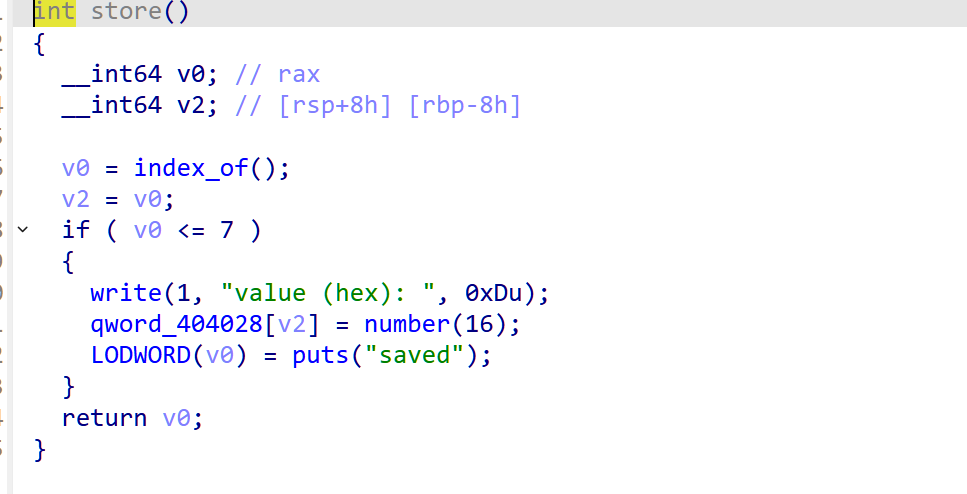 int store()
{
  __int64 v0; // rax
  __int64 v2; // [rsp+8h] [rbp-8h]

  v0 = index_of();
  v2 = v0;
  if ( v0 <= 7 )
  {
    write(1, "value (hex): ", 0xDu);
    qword_404028[v2] = number(16);
    LODWORD(v0) = puts("saved");
  }
  return v0;
}